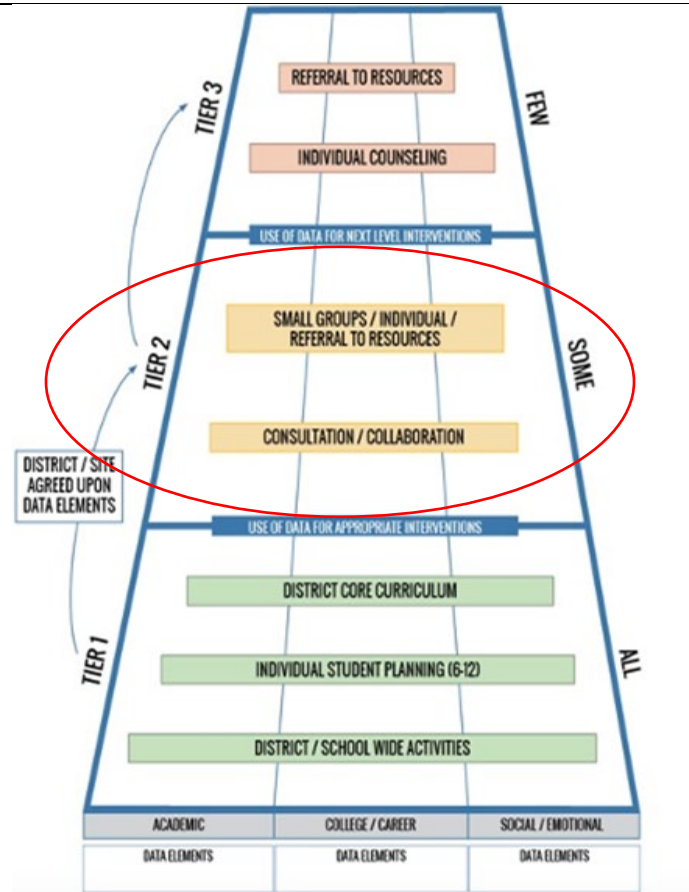 REFERRAL TO RESOURCES
TIER 3
FEW
INDIVIDUAL COUNSELING
USE OF DATA FOR NEXT LEVEL INTERVENTIONS
SMALL GROUPS / INDIVIDUAL /
REFERRAL TO RESOURCES
TIER 2
SOME
CONSULTATION / COLLABORATION
DISTRICT / SITE
AGREED UPON
DATA ELEMENTS
USE OF DATA FOR APPROPRIATE INTERVENTIONS
DISTRICT CORE CURRICULUM
TIER 1
INDIVIDUAL STUDENT PLANNING (6-12)
ALL
DISTRICT / SCHOOL WIDE ACTIVITIES
ACADEMIC
COLLEGE / CAREER
SOCIAL / EMOTIONAL
DATA ELEMENTS
DATA ELEMENTS
DATA ELEMENTS